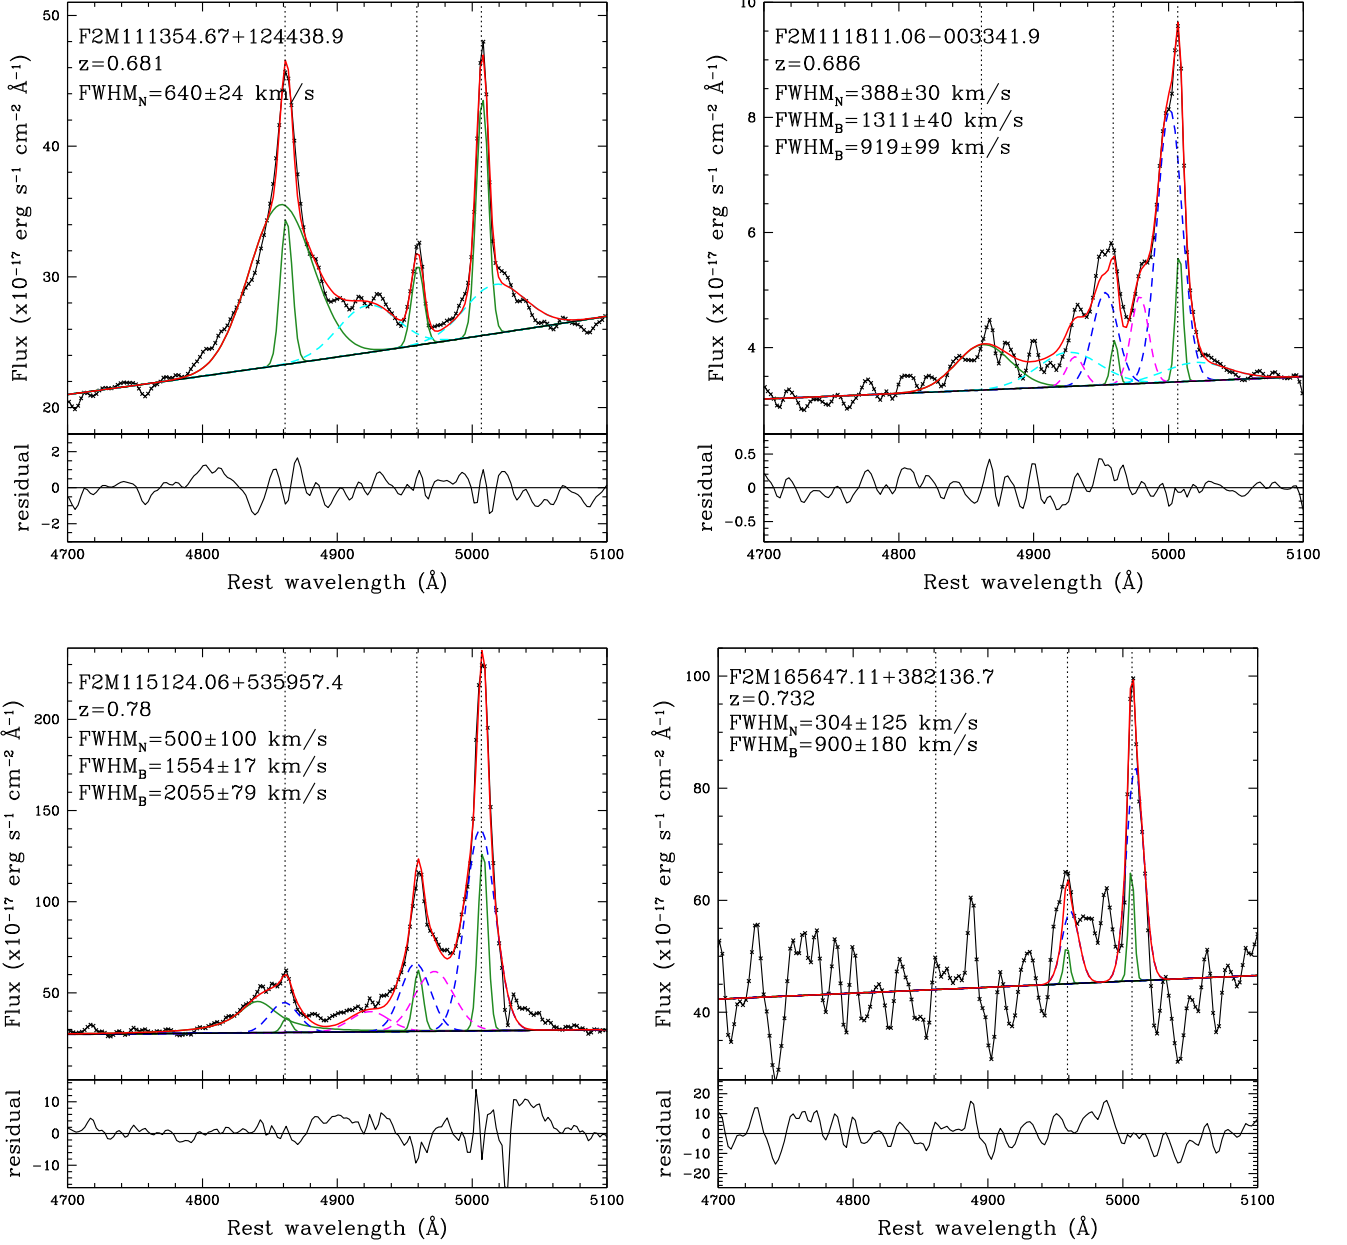 F2M111354.67+124438.9
z=0.681
FWHM_N=640±24 km/s
50
40
30
20
Flux (x10⁻¹⁷ erg s⁻¹ cm⁻² Å⁻¹)
2
0
−2
residual
4700 4800 4900 5000 5100
Rest wavelength (Å)
F2M111811.06−003341.9
z=0.686
FWHM_N=388±30 km/s
FWHM_B=1311±40 km/s
FWHM_B=919±99 km/s
10
8
6
4
Flux (x10⁻¹⁷ erg s⁻¹ cm⁻² Å⁻¹)
0.5
0
−0.5
residual
4700 4800 4900 5000 5100
Rest wavelength (Å)
F2M115124.06+535957.4
z=0.78
FWHM_N=500±100 km/s
FWHM_B=1554±17 km/s
FWHM_B=2055±79 km/s
200
150
100
50
Flux (x10⁻¹⁷ erg s⁻¹ cm⁻² Å⁻¹)
10
0
−10
residual
4700 4800 4900 5000 5100
Rest wavelength (Å)
F2M165647.11+382136.7
z=0.732
FWHM_N=304±125 km/s
FWHM_B=900±180 km/s
100
80
60
40
Flux (x10⁻¹⁷ erg s⁻¹ cm⁻² Å⁻¹)
20
10
0
−10
−20
residual
4700 4800 4900 5000 5100
Rest wavelength (Å)